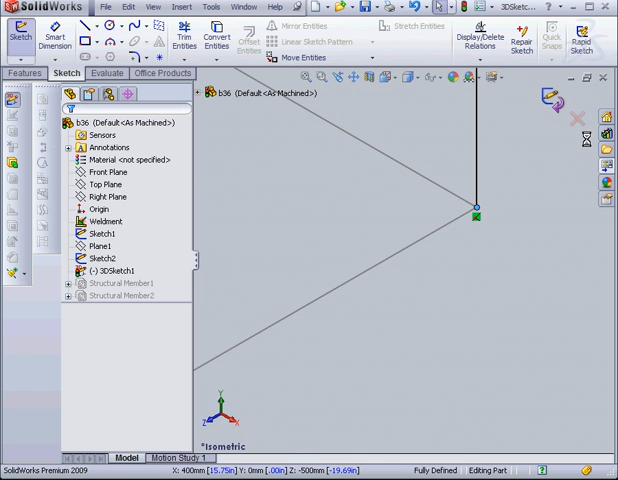 SolidWorks
File Edit View Insert Tools Toolbox Window Help
3DSketc...
Sketch
Smart Dimension
Trim Entities
Convert Entities
Offset Entities
Mirror Entities
Linear Sketch Pattern
Move Entities
Stretch Entities
Display/Delete Relations
Repair Sketch
Quick Snaps
Rapid Sketch
Features Sketch Evaluate Office Products
b36 (Default<As Machined>)
b36 (Default<As Machined>)
Sensors
Annotations
Material <not specified>
Front Plane
Top Plane
Right Plane
Origin
Weldment
Sketch1
Plane1
Sketch2
(-) 3DSketch1
Structural Member1
Structural Member2
Y
Z
X
*Isometric
Model Motion Study 1
SolidWorks Premium 2009 X: 400mm [15.75in] Y: 0mm [.00in] Z: -500mm [-19.69in] Fully Defined Editing Part